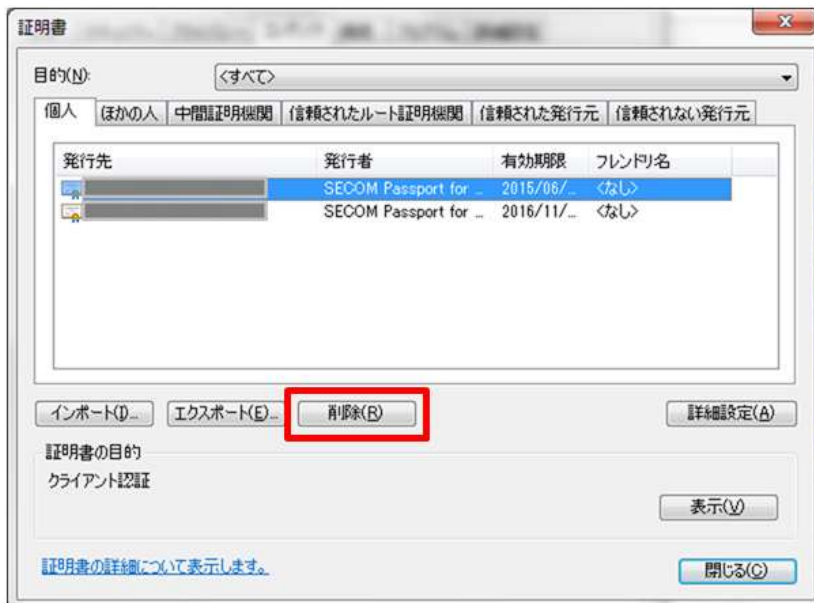 証明書
目的(N): <すべて>
個人 ほかの人 中間証明機関 信頼されたルート証明機関 信頼された発行元 信頼されない発行元
発行先 発行者 有効期限 フレンドリ名
SECOM Passport for ... 2015/06/... <なし>
SECOM Passport for ... 2016/11/... <なし>
インポート(I)... エクスポート(E)... 削除(R) 詳細設定(A)
証明書の目的
クライアント認証
表示(V)
証明書の詳細について表示します。
閉じる(C)